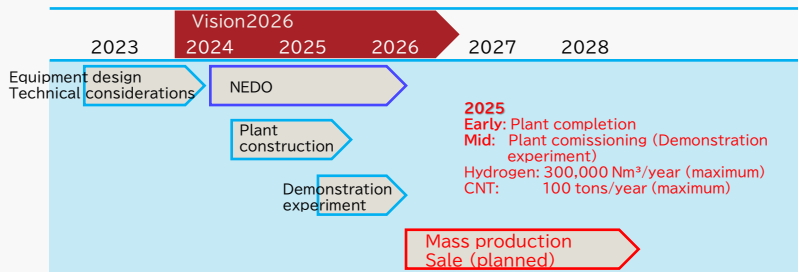 Vision2026
2023 2024 2025 2026 2027 2028
Equipment design
Technical considerations
NEDO
Plant
construction
2025
Early: Plant completion
Mid: Plant comissioning (Demonstration
experiment)
Hydrogen: 300,000 Nm³/year (maximum)
CNT: 100 tons/year (maximum)
Demonstration
experiment
Mass production
Sale (planned)